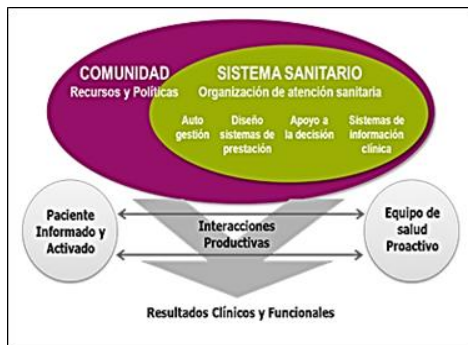 COMUNIDAD
Recursos y Políticas
SISTEMA SANITARIO
Organización de atención sanitaria
Auto
gestión
Diseño
sistemas de
prestación
Apoyo a
la decisión
Sistemas de
información
clínica
Paciente
Informado y
Activado
Interacciones
Productivas
Equipo de
salud
Proactivo
Resultados Clínicos y Funcionales